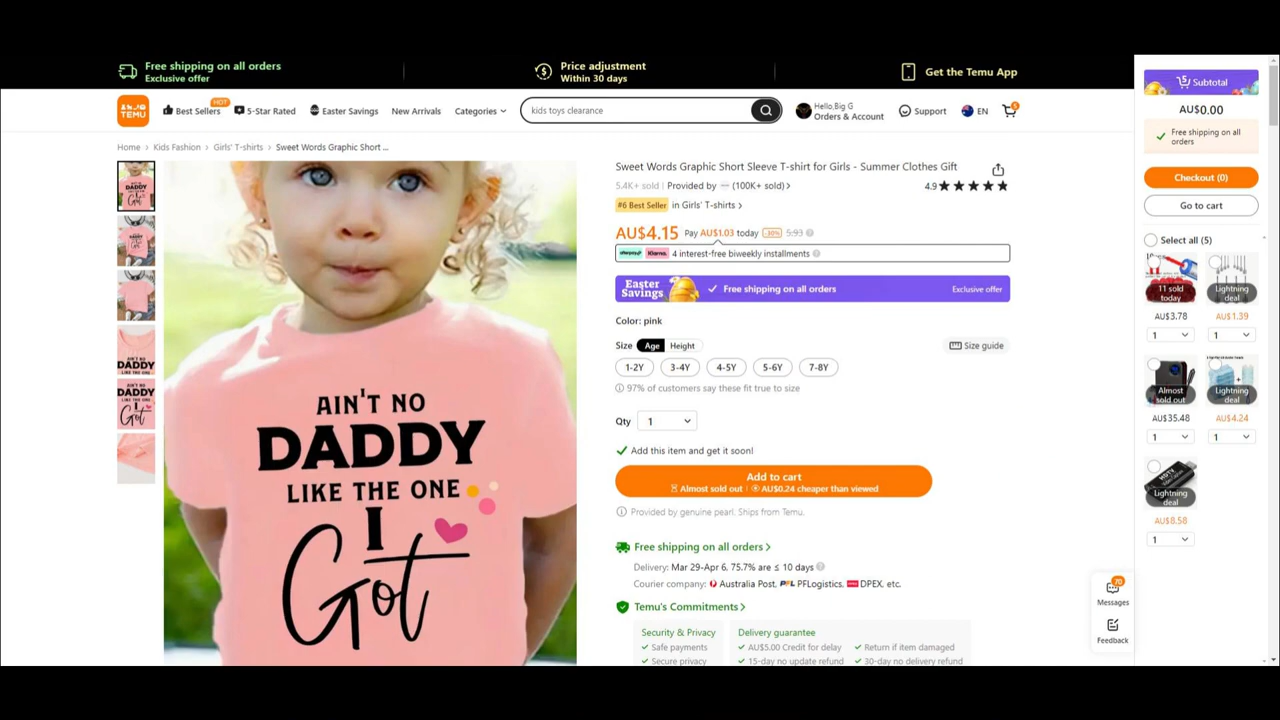 Free shipping on all orders
Exclusive offer
Price adjustment
Within 30 days
Get the Temu App
TEMU
Best Sellers
HOT
5-Star Rated
Easter Savings
New Arrivals
Categories
kids toys clearance
Hello, Big G
Orders & Account
Support
EN
Home > Kids Fashion > Girls' T-shirts > Sweet Words Graphic Short ...
AIN'T NO
DADDY
LIKE THE ONE
I
Got
Sweet Words Graphic Short Sleeve T-shirt for Girls - Summer Clothes Gift
5.4K+ sold | Provided by (100K+ sold) >
4.9
#6 Best Seller in Girls' T-shirts >
AU$4.15 Pay AU$1.03 today -30% 5.93
afterpay Klarna. 4 interest-free biweekly installments
Easter
Savings
Free shipping on all orders
Exclusive offer
Color: pink
Size Age Height
Size guide
1-2Y 3-4Y 4-5Y 5-6Y 7-8Y
97% of customers say these fit true to size
Qty 1
Add this item and get it soon!
Add to cart
Almost sold out | AU$0.24 cheaper than viewed
Provided by genuine pearl. Ships from Temu.
Free shipping on all orders >
Delivery: Mar 29-Apr 6, 75.7% are ≤ 10 days
Courier company: Australia Post, PFL PFLogistics, DPEX, etc.
Temu's Commitments >
Security & Privacy
Safe payments
Secure privacy
Delivery guarantee
AU$5.00 Credit for delay
Return if item damaged
15-day no update refund
30-day no delivery refund
Subtotal
AU$0.00
Free shipping on all
orders
Checkout (0)
Go to cart
Select all (5)
11 sold
today
AU$3.78
1
Lightning
deal
AU$1.39
1
Almost
sold out
AU$35.48
1
Lightning
deal
AU$4.24
1
Lightning
deal
AU$8.58
1
70
Messages
Feedback